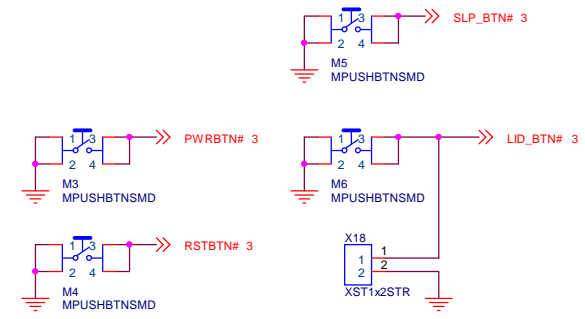 1 3
SLP_BTN# 3
2 4
M5
MPUSHBTNSMD
1 3
PWRBTN# 3
2 4
M3
MPUSHBTNSMD
1 3
LID_BTN# 3
2 4
M6
MPUSHBTNSMD
1 3
RSTBTN# 3
2 4
M4
MPUSHBTNSMD
X18
1 1
2 2
XST1x2STR